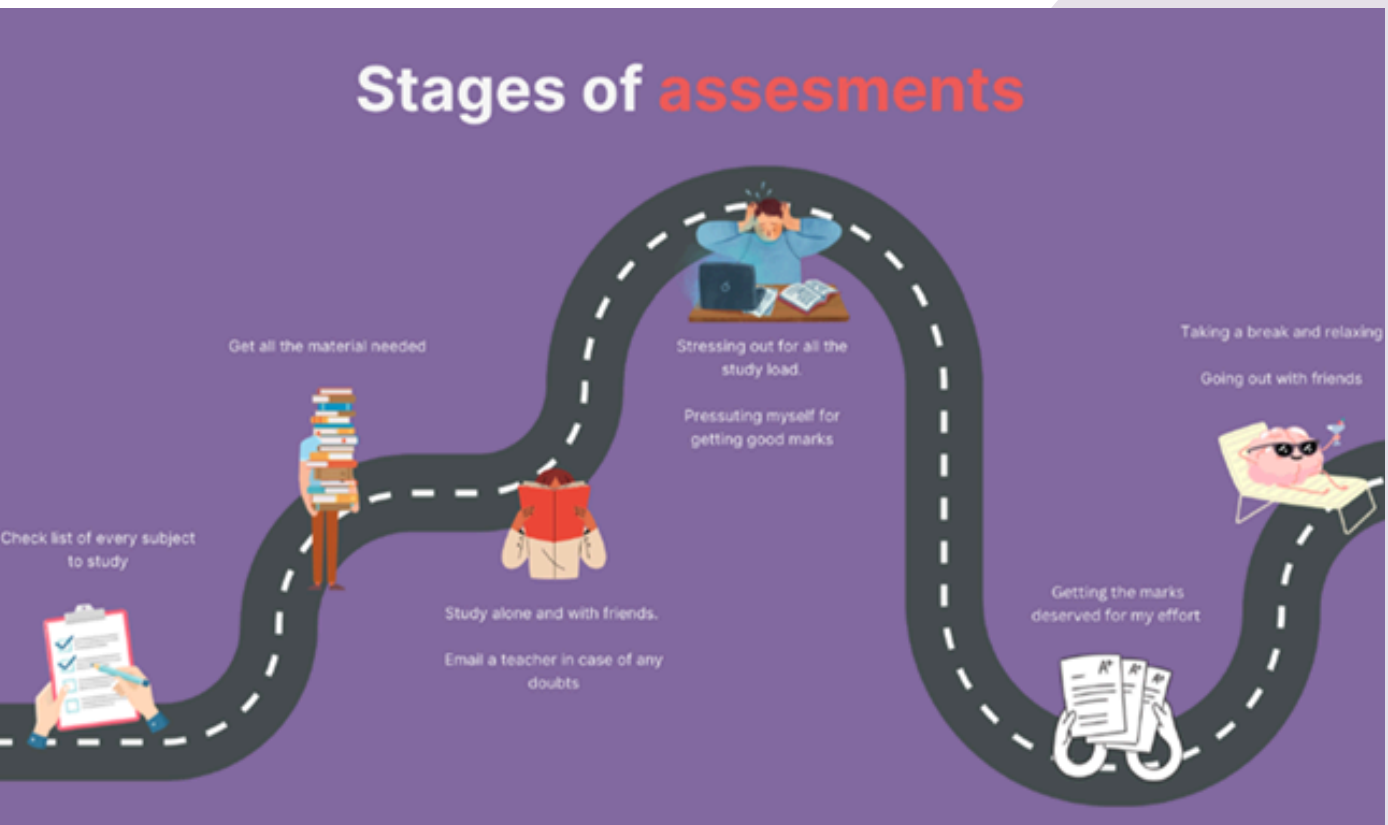 Stages of assesments
Check list of every subject
to study
Get all the material needed
Study alone and with friends.
Email a teacher in case of any
doubts
Stressing out for all the
study load.
Pressuting myself for
getting good marks
Getting the marks
deserved for my effort
A+
A+
A+
Taking a break and relaxing
Going out with friends